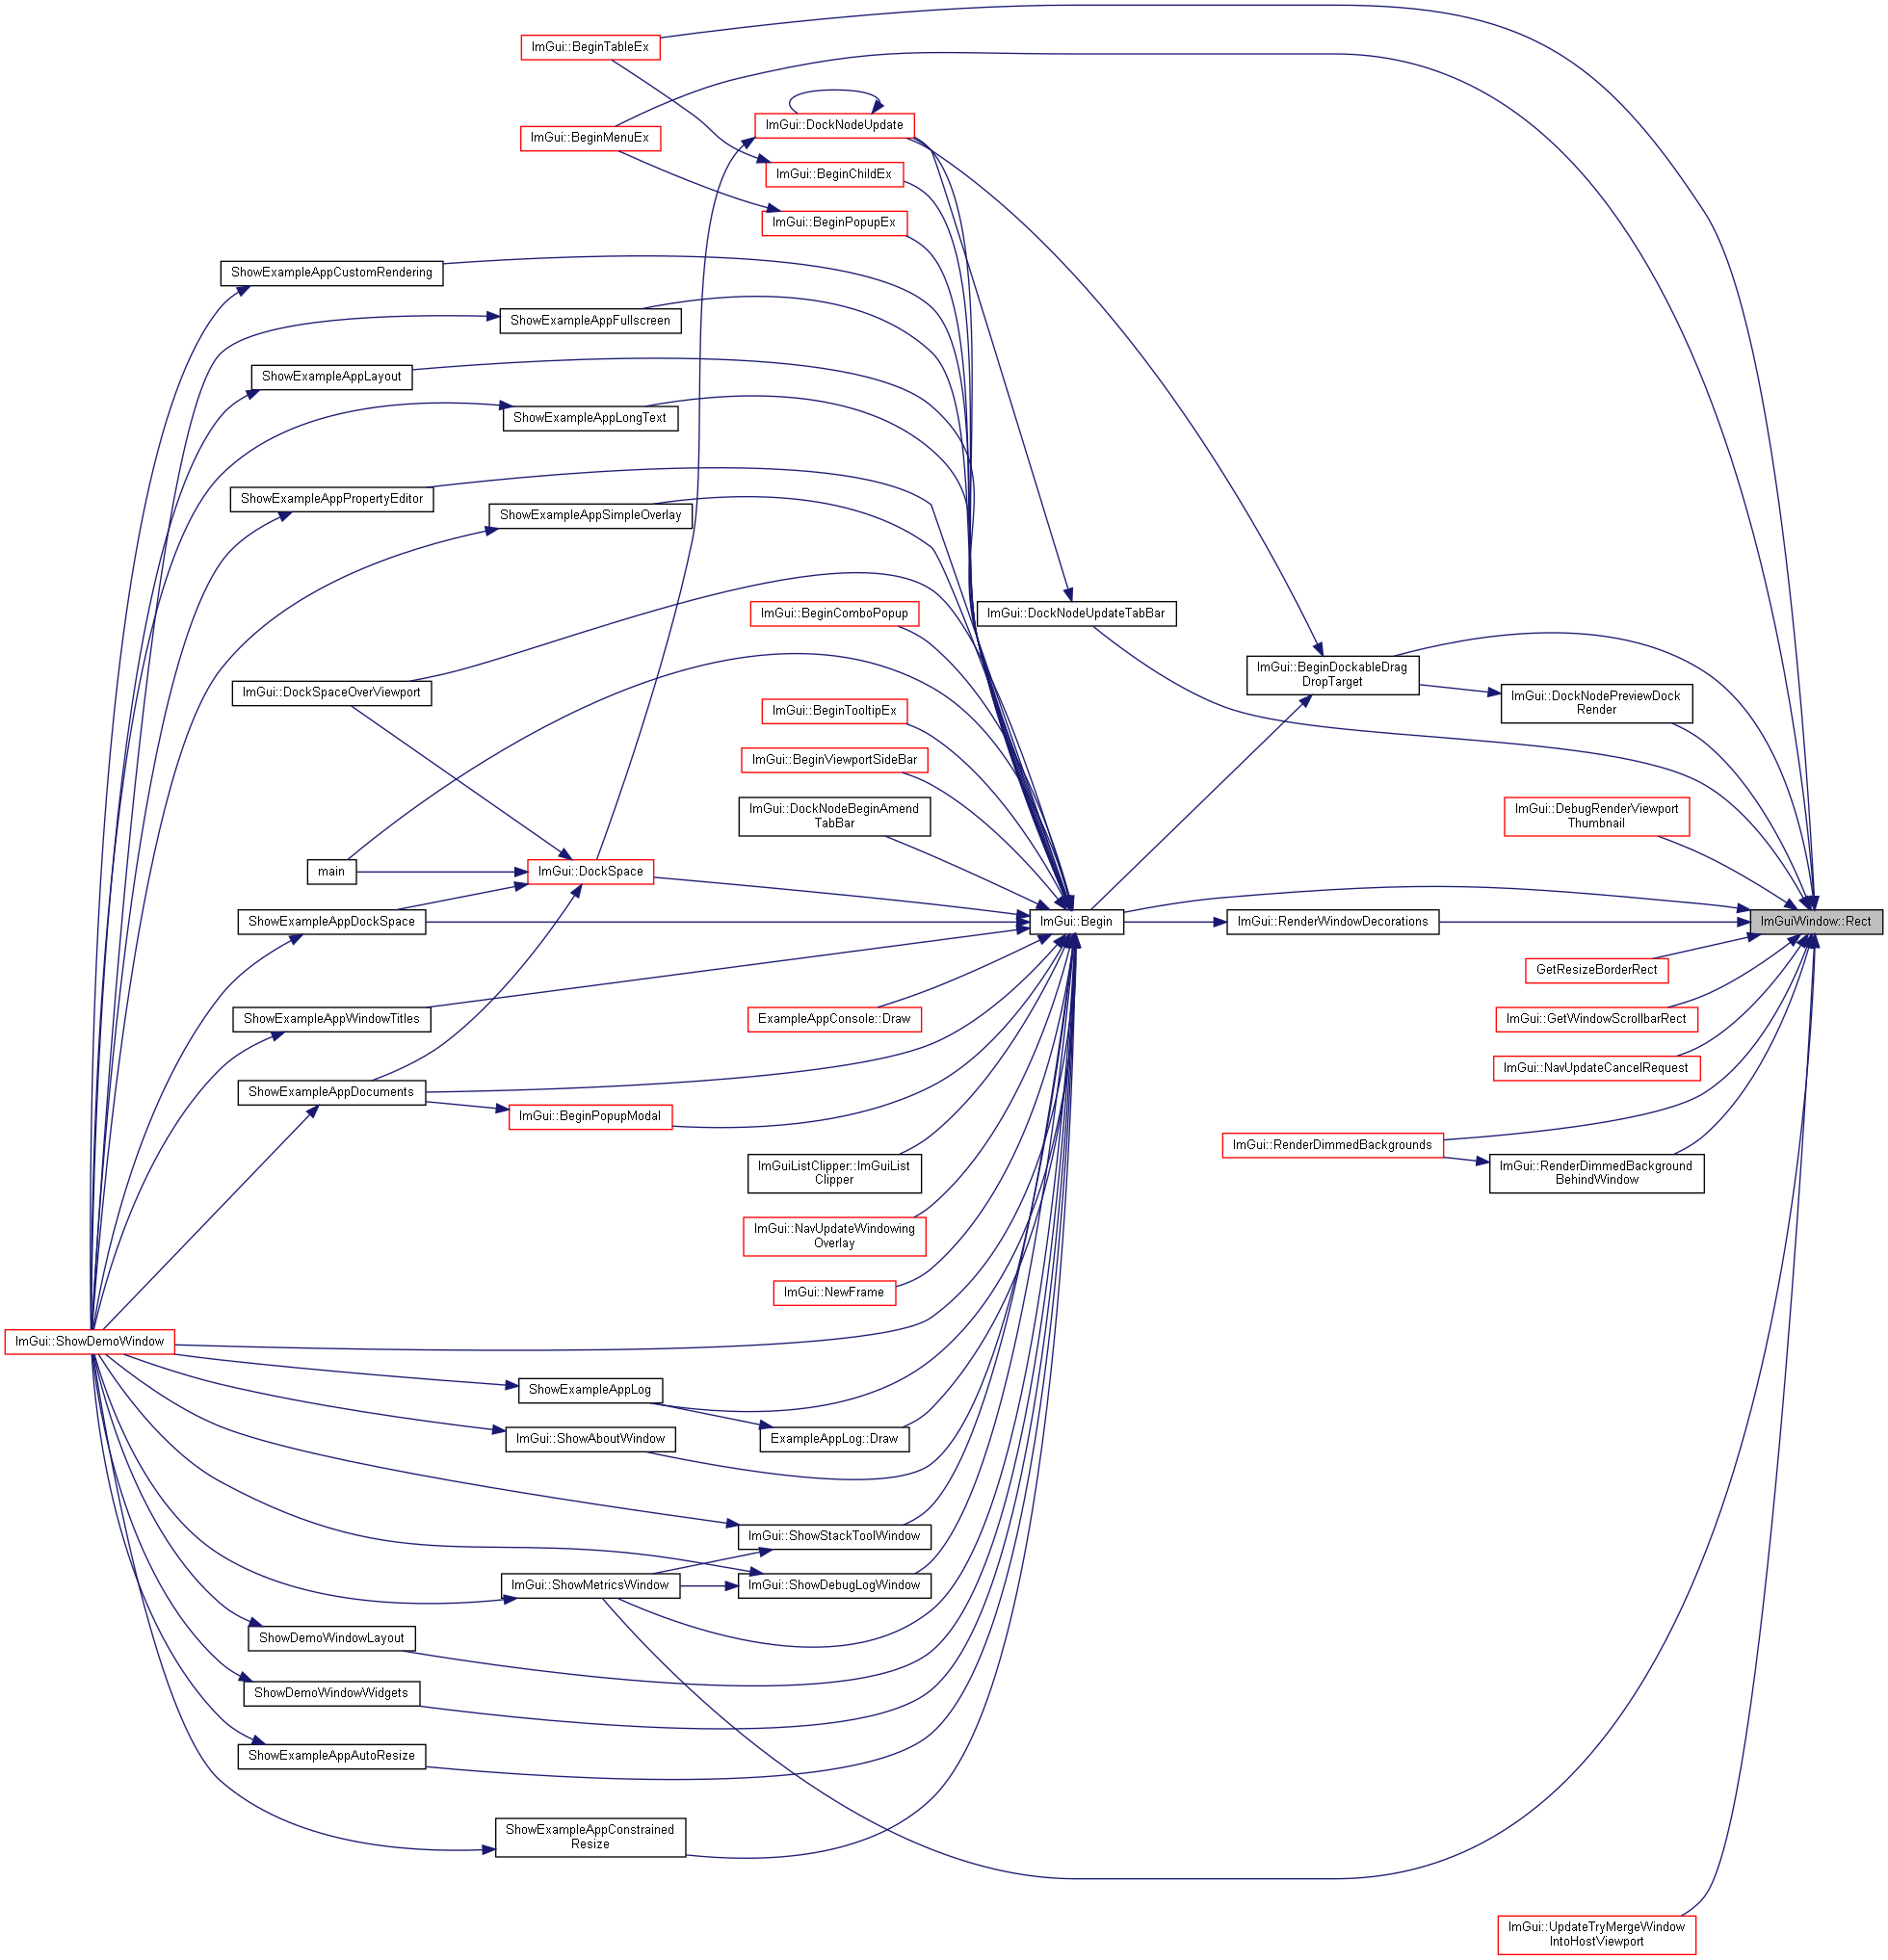 ImGui::BeginTableEx
ImGui::DockNodeUpdate
ImGui::BeginMenuEx
ImGui::BeginChildEx
ImGui::BeginPopupEx
ShowExampleAppCustomRendering
ShowExampleAppFullscreen
ShowExampleAppLayout
ShowExampleAppLongText
ShowExampleAppPropertyEditor
ShowExampleAppSimpleOverlay
ImGui::BeginComboPopup
ImGui::DockNodeUpdateTabBar
ImGui::BeginDockableDrag
DropTarget
ImGui::DockSpaceOverViewport
ImGui::DockNodePreviewDock
Render
ImGui::BeginTooltipEx
ImGui::BeginViewportSideBar
ImGui::DockNodeBeginAmend
TabBar
ImGui::DebugRenderViewport
Thumbnail
main
ImGui::DockSpace
ShowExampleAppDockSpace
ImGui::Begin
ImGui::RenderWindowDecorations
ImGuiWindow::Rect
GetResizeBorderRect
ShowExampleAppWindowTitles
ExampleAppConsole::Draw
ImGui::GetWindowScrollbarRect
ImGui::NavUpdateCancelRequest
ShowExampleAppDocuments
ImGui::BeginPopupModal
ImGui::RenderDimmedBackgrounds
ImGuiListClipper::ImGuiList
Clipper
ImGui::RenderDimmedBackground
BehindWindow
ImGui::NavUpdateWindowing
Overlay
ImGui::NewFrame
ImGui::ShowDemoWindow
ShowExampleAppLog
ImGui::ShowAboutWindow
ExampleAppLog::Draw
ImGui::ShowStackToolWindow
ImGui::ShowMetricsWindow
ImGui::ShowDebugLogWindow
ShowDemoWindowLayout
ShowDemoWindowWidgets
ShowExampleAppAutoResize
ShowExampleAppConstrained
Resize
ImGui::UpdateTryMergeWindow
IntoHostViewport